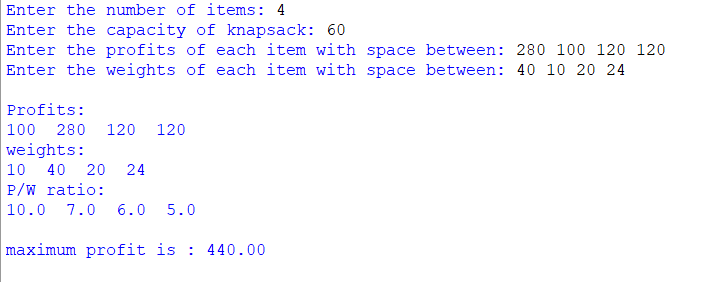 Enter the number of items: 4
Enter the capacity of knapsack: 60
Enter the profits of each item with space between: 280 100 120 120
Enter the weights of each item with space between: 40 10 20 24
Profits:
100  280  120  120
weights:
10  40  20  24
P/W ratio:
10.0  7.0  6.0  5.0
maximum profit is : 440.00